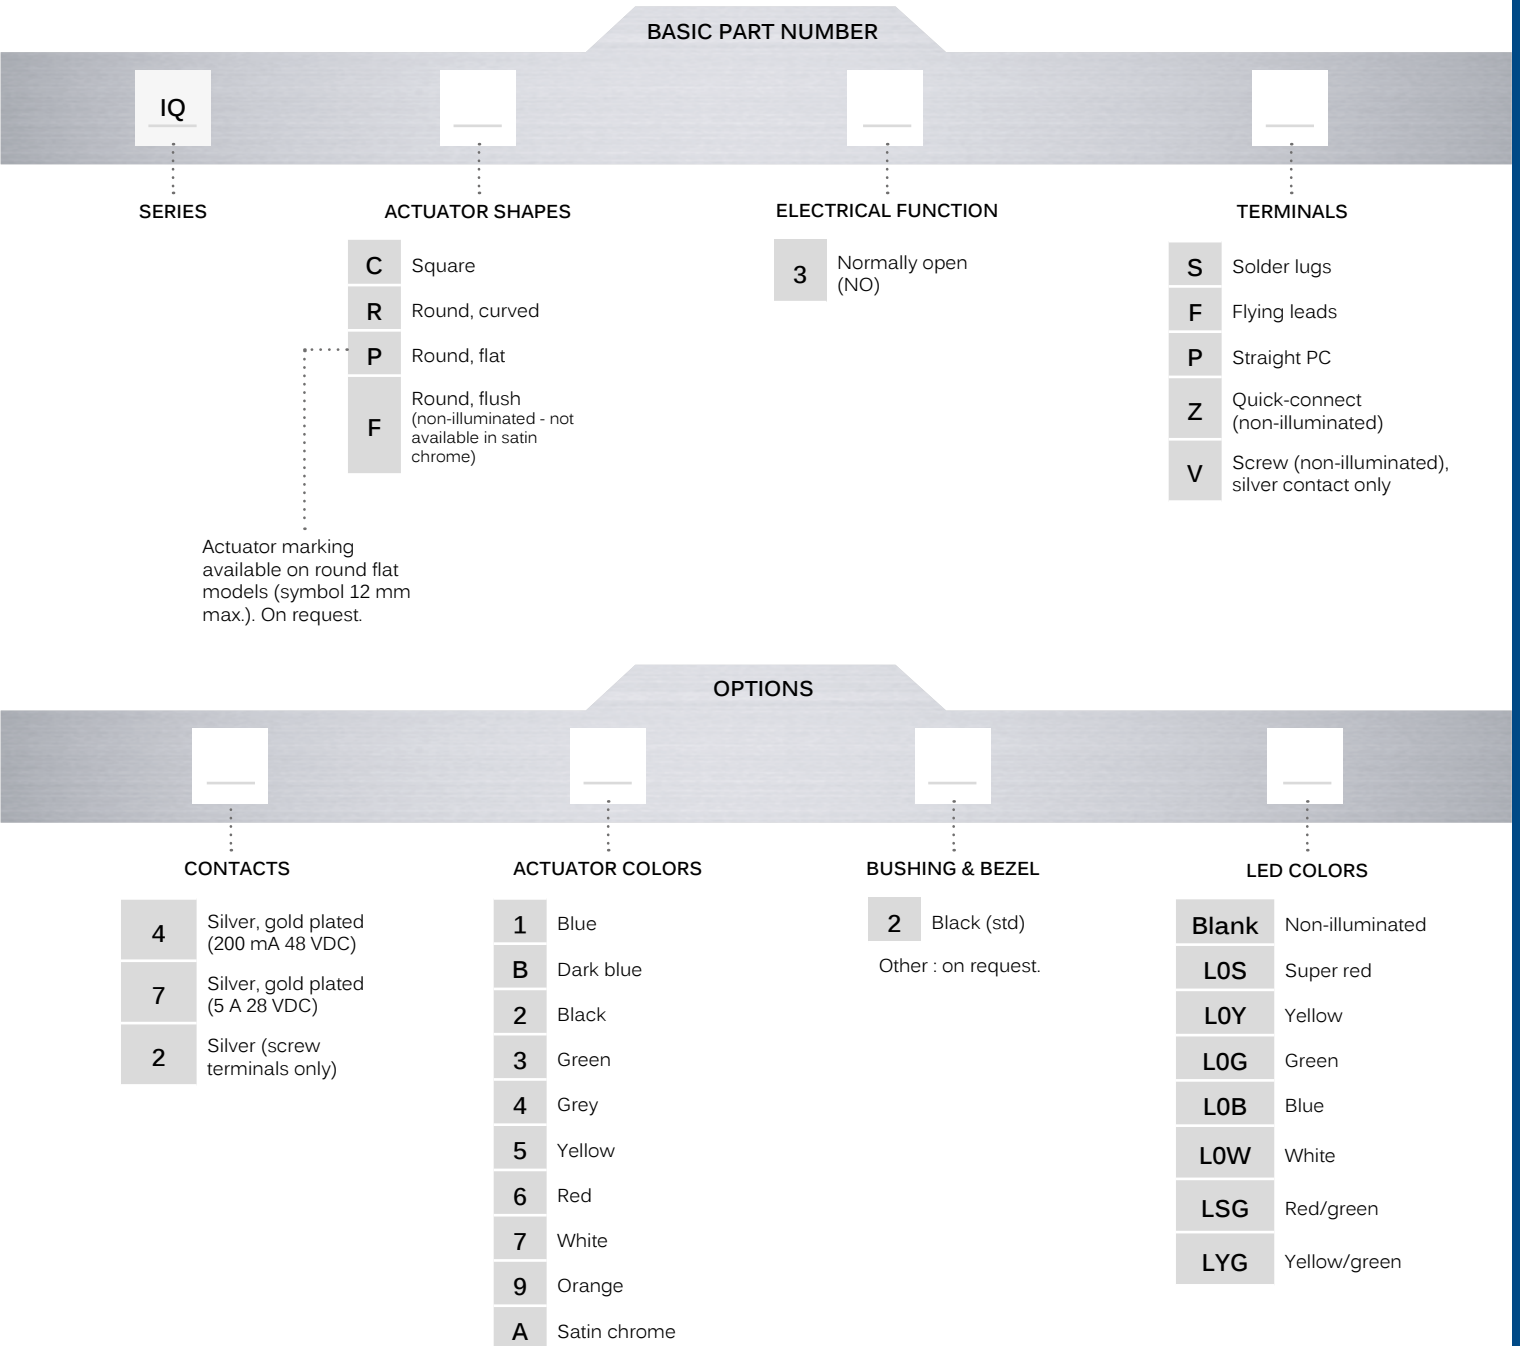 BASIC PART NUMBER
IQ
SERIES
ACTUATOR SHAPES
C Square
R Round, curved
P Round, flat
F Round, flush
(non-illuminated - not
available in satin
chrome)
Actuator marking
available on round flat
models (symbol 12 mm
max.). On request.
ELECTRICAL FUNCTION
3 Normally open
(NO)
TERMINALS
S Solder lugs
F Flying leads
P Straight PC
Z Quick-connect
(non-illuminated)
V Screw (non-illuminated),
silver contact only
OPTIONS
CONTACTS
4 Silver, gold plated
(200 mA 48 VDC)
7 Silver, gold plated
(5 A 28 VDC)
2 Silver (screw
terminals only)
ACTUATOR COLORS
1 Blue
B Dark blue
2 Black
3 Green
4 Grey
5 Yellow
6 Red
7 White
9 Orange
A Satin chrome
BUSHING & BEZEL
2 Black (std)
Other : on request.
LED COLORS
Blank Non-illuminated
L0S Super red
L0Y Yellow
L0G Green
L0B Blue
L0W White
LSG Red/green
LYG Yellow/green